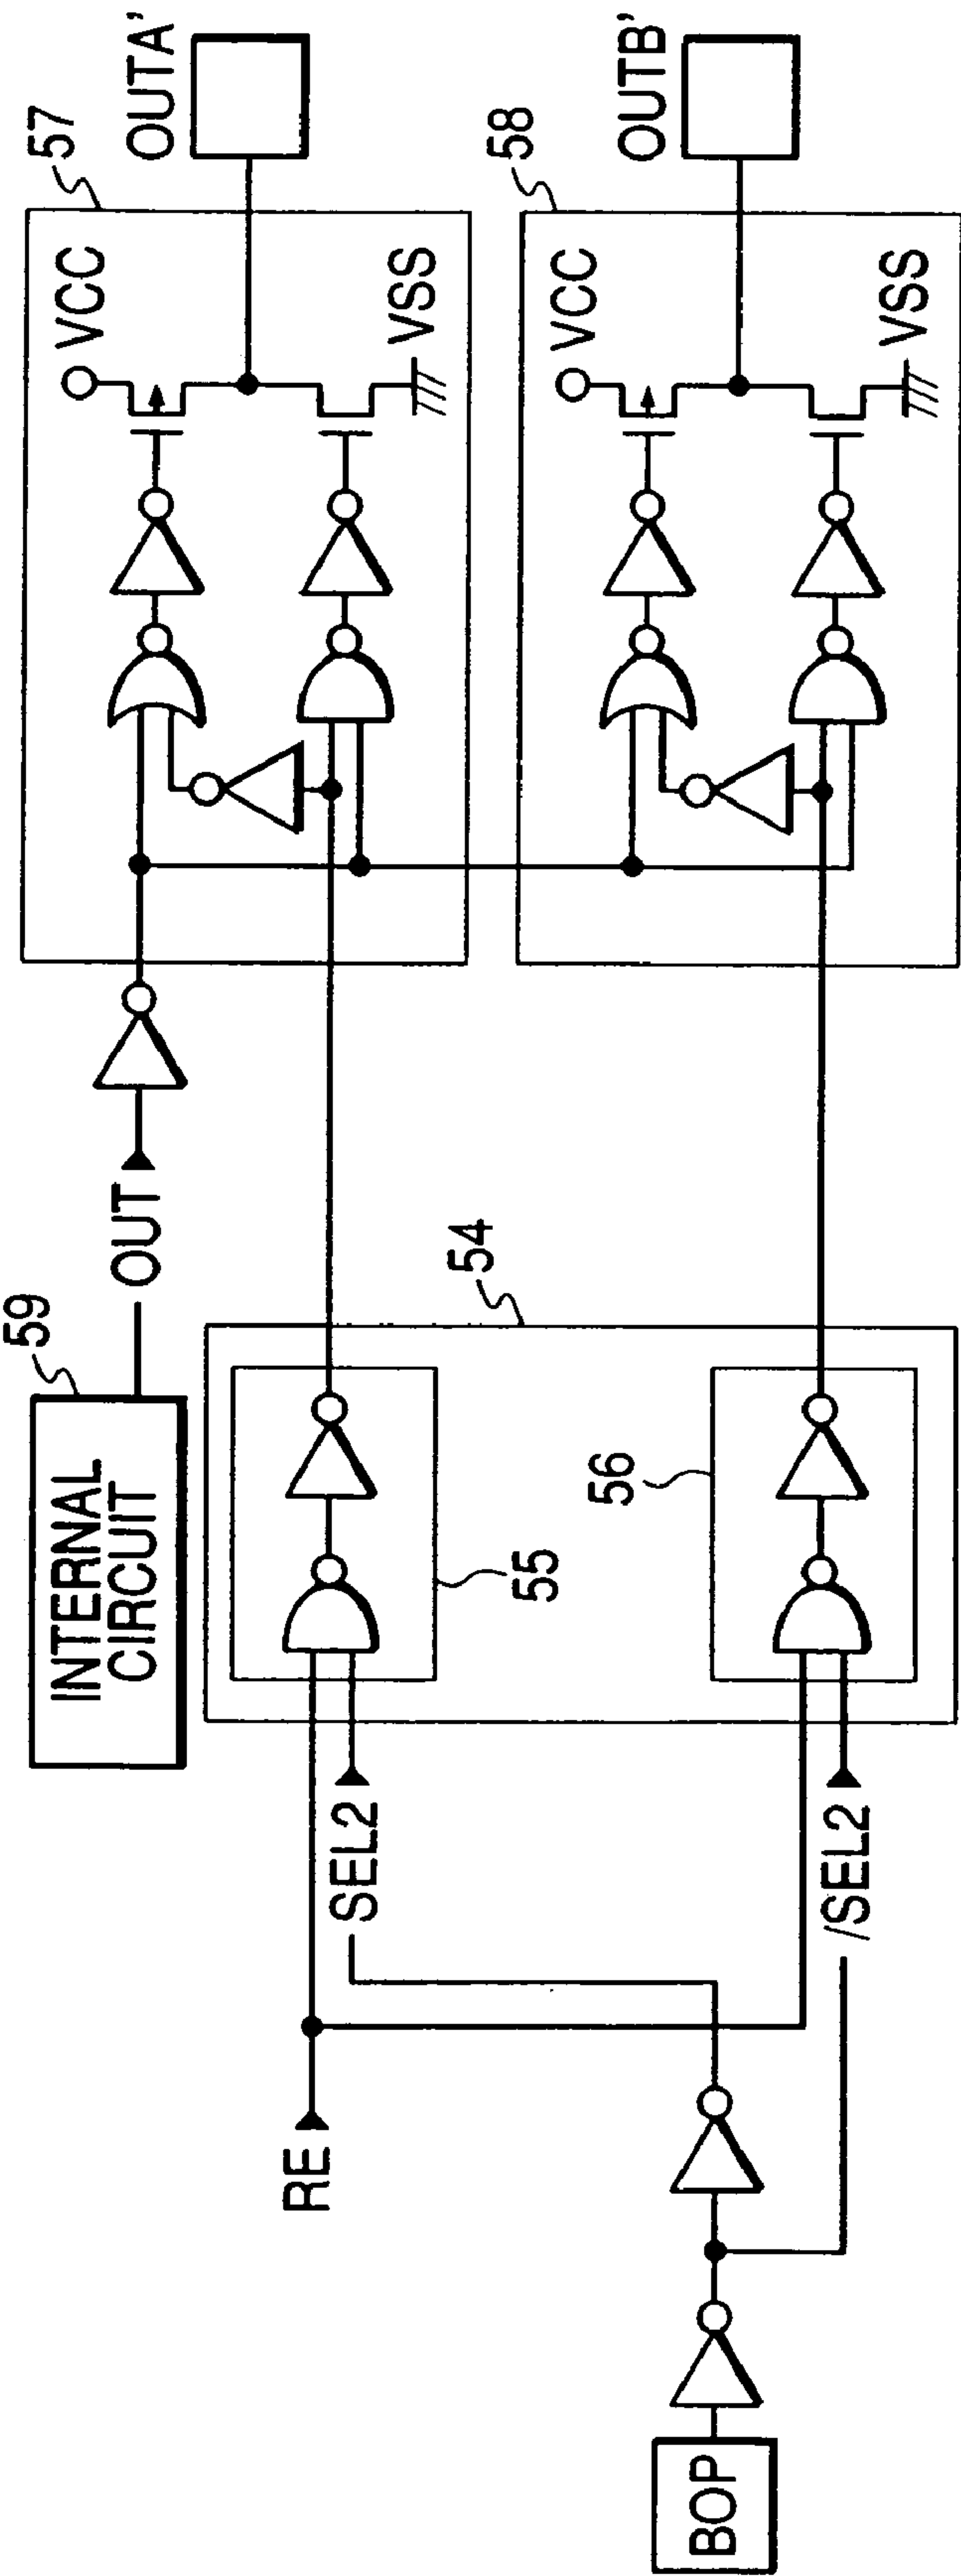 59
INTERNAL
CIRCUIT
OUT
57
VCC
VSS
OUTA'
RE
SEL2
54
55
56
58
VCC
VSS
OUTB'
/SEL2
BOP